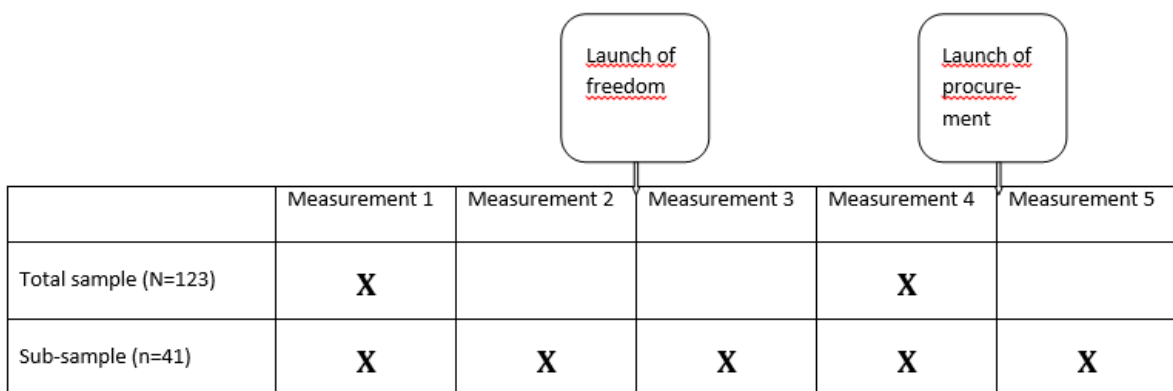 Launch of
freedom
Launch of
procure-
ment
Measurement 1 Measurement 2 Measurement 3 Measurement 4 Measurement 5
Total sample (N=123) X X
Sub-sample (n=41) X X X X X